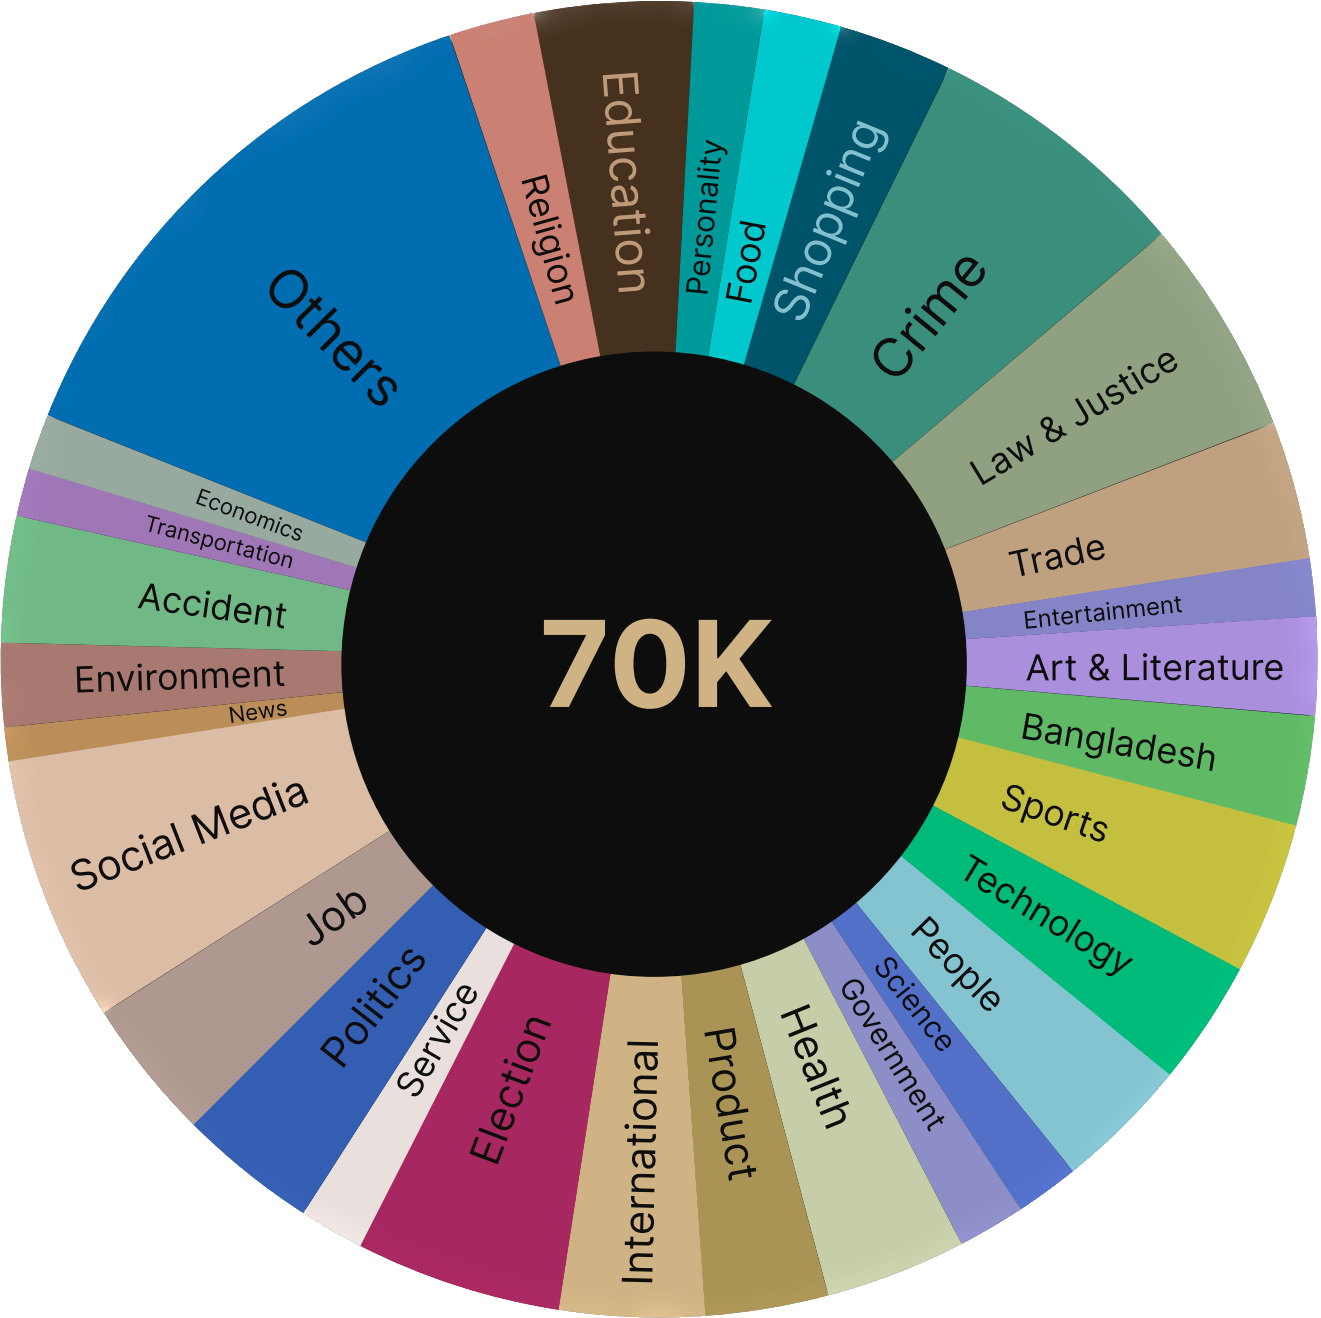 Education
Personality
Food
Shopping
Crime
Law & Justice
Trade
Entertainment
Art & Literature
Bangladesh
Sports
Technology
People
Science
Government
Health
Product
International
Election
Service
Politics
Job
Social Media
News
Environment
Accident
Transportation
Economics
Others
Religion
70K